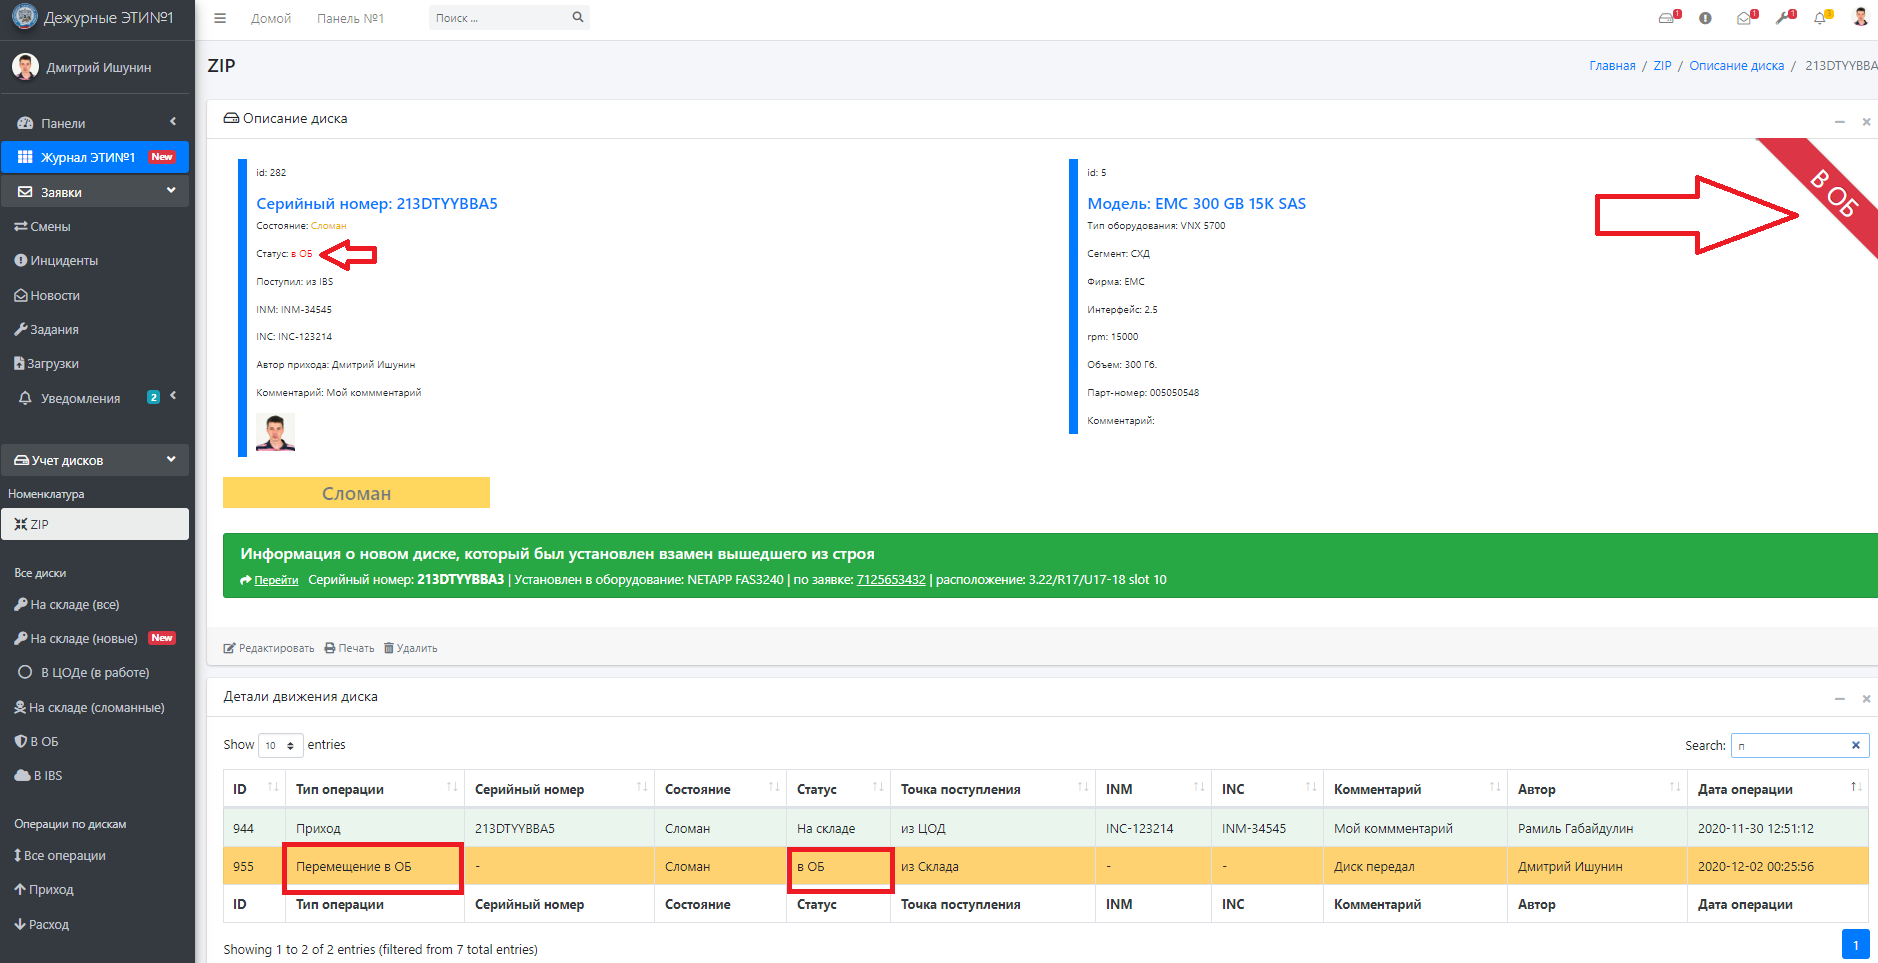 Дежурные ЭТИ№1
Домой Панель №1 Поиск ... 1 1 1 3
Дмитрий Ишунин
Панели
Журнал ЭТИ№1 New
Заявки
Смены
Инциденты
Новости
Задания
Загрузки
Уведомления 2
Учет дисков
Номенклатура
ZIP
Все диски
На складе (все)
На складе (новые) New
В ЦОДе (в работе)
На складе (сломанные)
В ОБ
В IBS
Операции по дискам
Все операции
Приход
Расход
ZIP
Главная / ZIP / Описание диска / 213DTYYBBA
Описание диска
id: 282
Серийный номер: 213DTYYBBA5
Состояние: Сломан
Статус: в ОБ
Поступил: из IBS
INM: INM-34545
INC: INC-123214
Автор прихода: Дмитрий Ишунин
Комментарий: Мой коммментарий
id: 5
Модель: EMC 300 GB 15K SAS
Тип оборудования: VNX 5700
Сегмент: СХД
Фирма: EMC
Интерфейс: 2.5
rpm: 15000
Объем: 300 Гб.
Парт-номер: 005050548
Комментарий:
В ОБ
Сломан
Информация о новом диске, который был установлен взамен вышедшего из строя
Перейти Серийный номер: 213DTYYBBA3 | Установлен в оборудование: NETAPP FAS3240 | по заявке: 7125653432 | расположение: 3.22/R17/U17-18 slot 10
Редактировать Печать Удалить
Детали движения диска
Show 10 entries
Search: п
ID Тип операции Серийный номер Состояние Статус Точка поступления INM INC Комментарий Автор Дата операции
944 Приход 213DTYYBBA5 Сломан На складе из ЦОД INC-123214 INM-34545 Мой коммментарий Рамиль Габайдулин 2020-11-30 12:51:12
955 Перемещение в ОБ - Сломан в ОБ из Склада - - Диск передал Дмитрий Ишунин 2020-12-02 00:25:56
ID Тип операции Серийный номер Состояние Статус Точка поступления INM INC Комментарий Автор Дата операции
Showing 1 to 2 of 2 entries (filtered from 7 total entries)
1